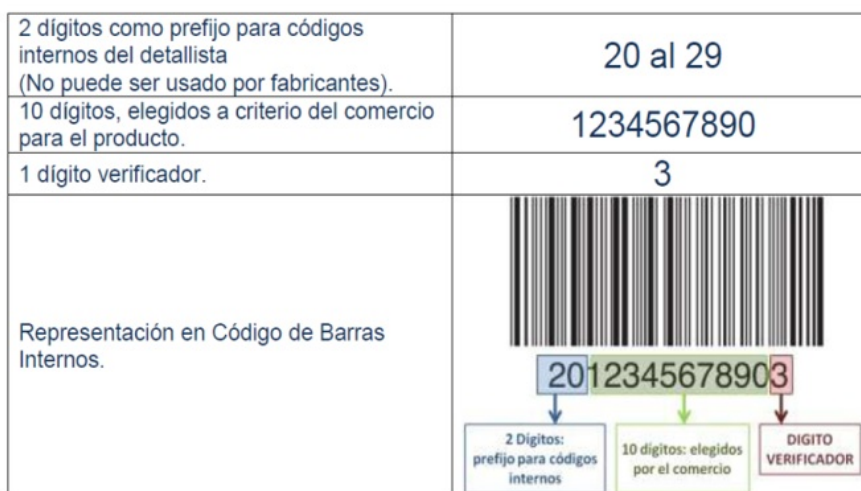 2 dígitos como prefijo para códigos
internos del detallista
(No puede ser usado por fabricantes).
20 al 29
10 dígitos, elegidos a criterio del comercio
para el producto.
1234567890
1 dígito verificador.
3
Representación en Código de Barras
Internos.
2012345678903
2 Dígitos:
prefijo para códigos
internos
10 digitos: elegidos
por el comercio
DIGITO
VERIFICADOR